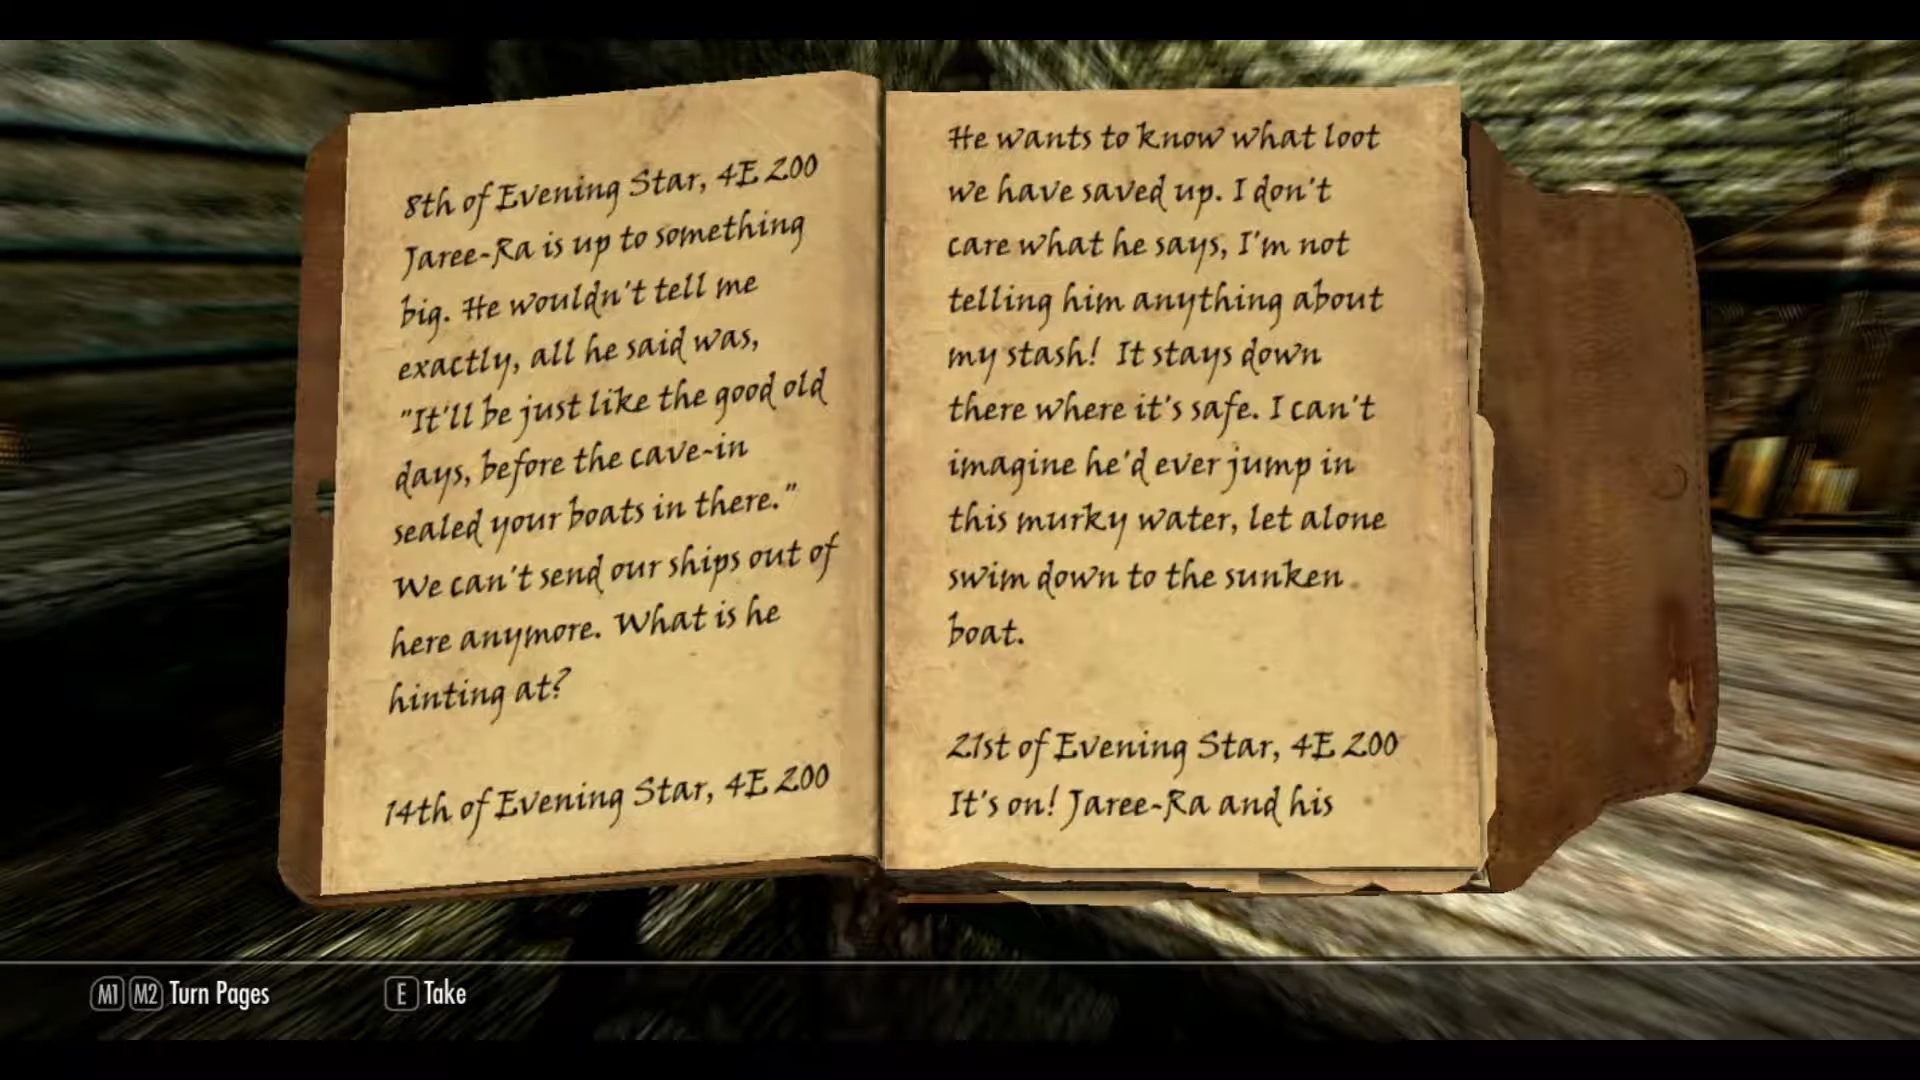 8th of Evening Star, 4E 200
Jaree-Ra is up to something
big. He wouldn't tell me
exactly, all he said was,
"It'll be just like the good old
days, before the cave-in
sealed your boats in there."
We can't send our ships out of
here anymore. What is he
hinting at?
14th of Evening Star, 4E 200
He wants to know what loot
we have saved up. I don't
care what he says, I'm not
telling him anything about
my stash! It stays down
there where it's safe. I can't
imagine he'd ever jump in
this murky water, let alone
swim down to the sunken
boat.
21st of Evening Star, 4E 200
It's on! Jaree-Ra and his
M1 M2 Turn Pages
E Take